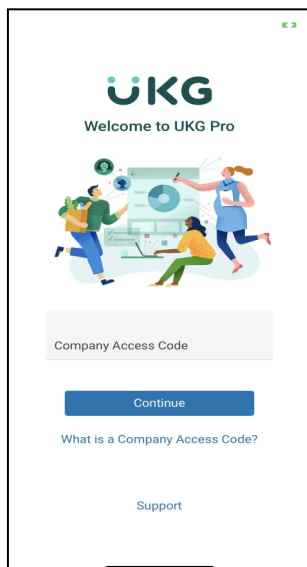 UKG
Welcome to UKG Pro
Company Access Code
Continue
What is a Company Access Code?
Support